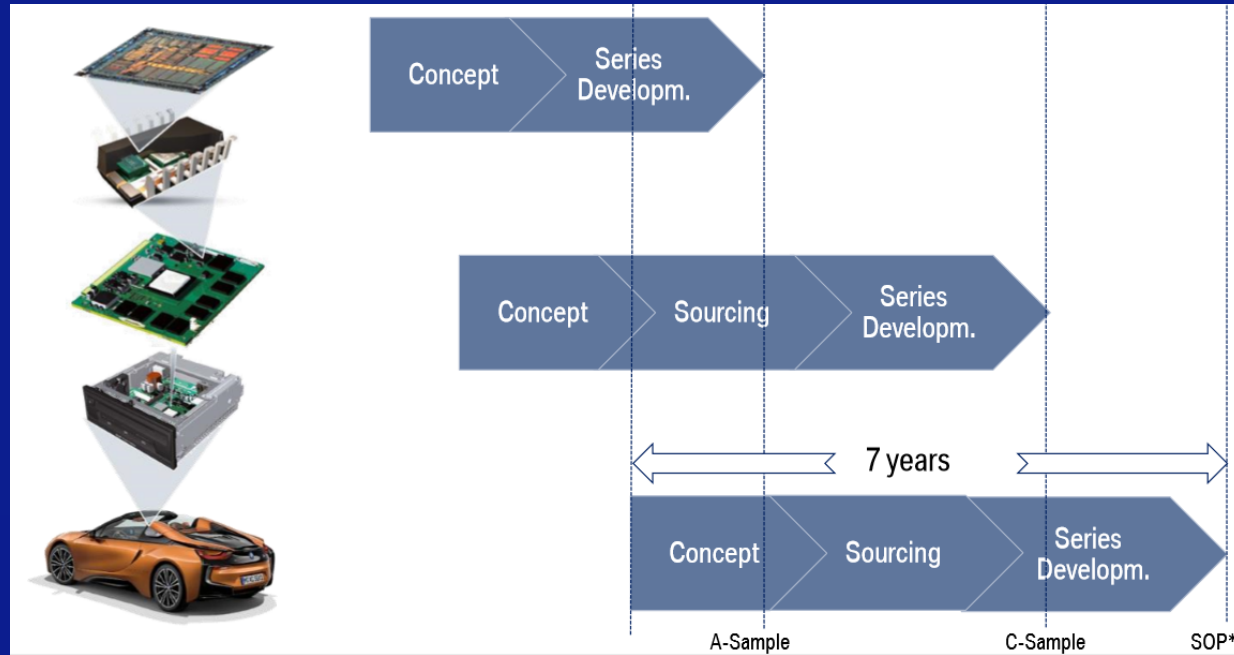 Concept
Series
Developm.
Concept
Sourcing
Series
Developm.
7 years
Concept
Sourcing
Series
Developm.
A-Sample
C-Sample
SOP*